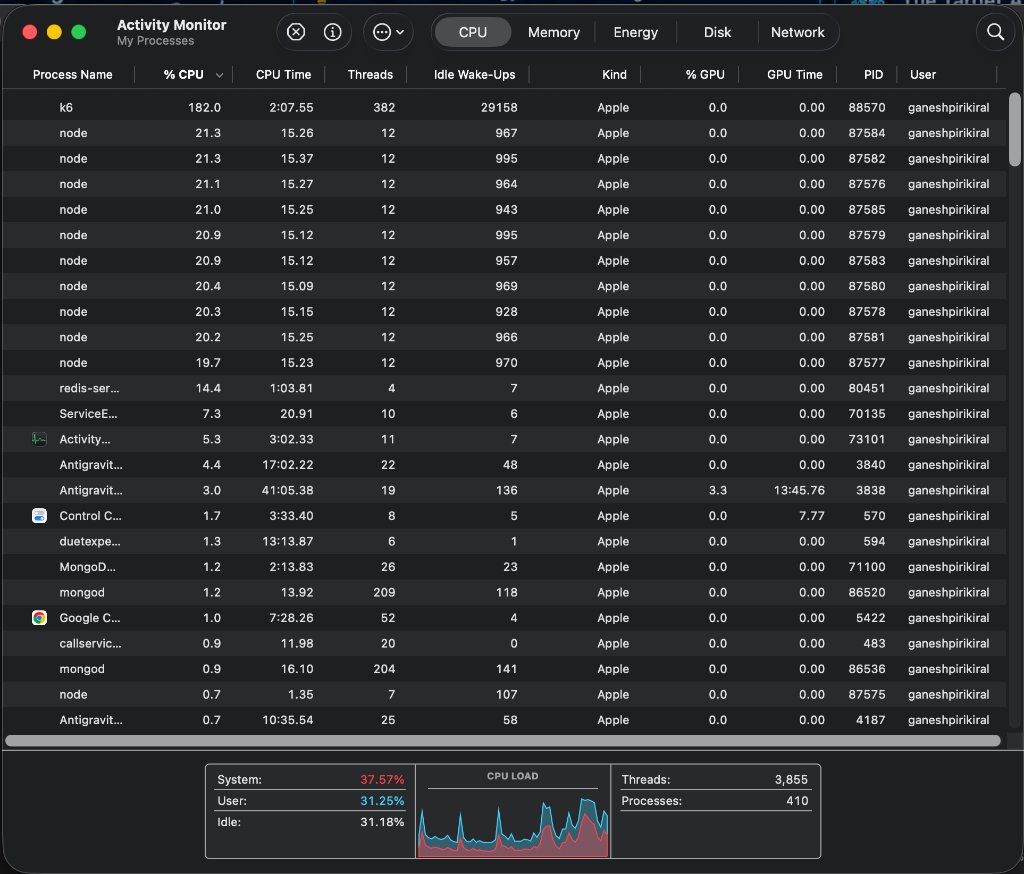 Activity Monitor
My Processes
CPU Memory Energy Disk Network
Process Name % CPU CPU Time Threads Idle Wake-Ups Kind % GPU GPU Time PID User
k6 182.0 2:07.55 382 29158 Apple 0.0 0.00 88570 ganeshpirikiral
node 21.3 15.26 12 967 Apple 0.0 0.00 87584 ganeshpirikiral
node 21.3 15.37 12 995 Apple 0.0 0.00 87582 ganeshpirikiral
node 21.1 15.27 12 964 Apple 0.0 0.00 87576 ganeshpirikiral
node 21.0 15.25 12 943 Apple 0.0 0.00 87585 ganeshpirikiral
node 20.9 15.12 12 995 Apple 0.0 0.00 87579 ganeshpirikiral
node 20.9 15.12 12 957 Apple 0.0 0.00 87583 ganeshpirikiral
node 20.4 15.09 12 969 Apple 0.0 0.00 87580 ganeshpirikiral
node 20.3 15.15 12 928 Apple 0.0 0.00 87578 ganeshpirikiral
node 20.2 15.25 12 966 Apple 0.0 0.00 87581 ganeshpirikiral
node 19.7 15.23 12 970 Apple 0.0 0.00 87577 ganeshpirikiral
redis-ser... 14.4 1:03.81 4 7 Apple 0.0 0.00 80451 ganeshpirikiral
ServiceE... 7.3 20.91 10 6 Apple 0.0 0.00 70135 ganeshpirikiral
Activity... 5.3 3:02.33 11 7 Apple 0.0 0.00 73101 ganeshpirikiral
Antigravit... 4.4 17:02.22 22 48 Apple 0.0 0.00 3840 ganeshpirikiral
Antigravit... 3.0 41:05.38 19 136 Apple 3.3 13:45.76 3838 ganeshpirikiral
Control C... 1.7 3:33.40 8 5 Apple 0.0 7.77 570 ganeshpirikiral
duetexpe... 1.3 13:13.87 6 1 Apple 0.0 0.00 594 ganeshpirikiral
MongoD... 1.2 2:13.83 26 23 Apple 0.0 0.00 71100 ganeshpirikiral
mongod 1.2 13.92 209 118 Apple 0.0 0.00 86520 ganeshpirikiral
Google C... 1.0 7:28.26 52 4 Apple 0.0 0.00 5422 ganeshpirikiral
callservic... 0.9 11.98 20 0 Apple 0.0 0.00 483 ganeshpirikiral
mongod 0.9 16.10 204 141 Apple 0.0 0.00 86536 ganeshpirikiral
node 0.7 1.35 7 107 Apple 0.0 0.00 87575 ganeshpirikiral
Antigravit... 0.7 10:35.54 25 58 Apple 0.0 0.00 4187 ganeshpirikiral
System: 37.57% CPU LOAD Threads: 3,855
User: 31.25% Processes: 410
Idle: 31.18%